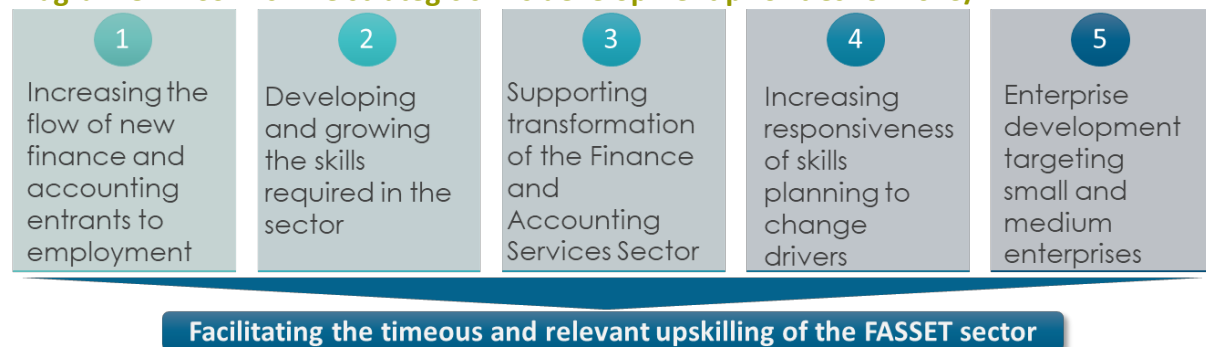 1
Increasing the
flow of new
finance and
accounting
entrants to
employment
2
Developing
and growing
the skills
required in the
sector
3
Supporting
transformation
of the Finance
and
Accounting
Services Sector
4
Increasing
responsiveness
of skills
planning to
change
drivers
5
Enterprise
development
targeting
small and
medium
enterprises
Facilitating the timeous and relevant upskilling of the FASSET sector